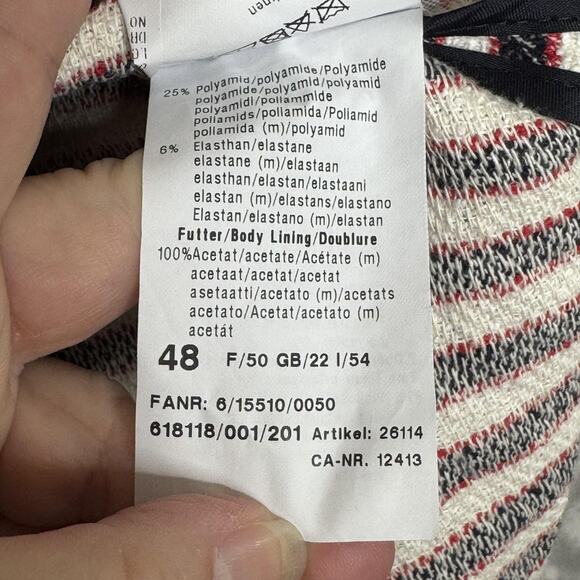 25% Polyamid/polyamide/Polyamide
polyamide/polyamid/polyamid
polyamidi/poliammide
poliamids/poliamida/Poliamid
poliamida (m)/polyamid
6% Elasthan/elastane
elastane (m)/elastaan
elasthan/elastan/elastaani
elastan (m)/elastans/elastano
Elastan/elastano (m)/elastan
Futter/Body Lining/Doublure
100%Acetat/acetate/Acétate (m)
acetaat/acetat/acetat
asetaatti/acetato (m)/acetats
acetato/Acetat/acetato (m)
acetát
48 F/50 GB/22 I/54
FANR: 6/15510/0050
618118/001/201 Artikel: 26114
CA-NR. 12413